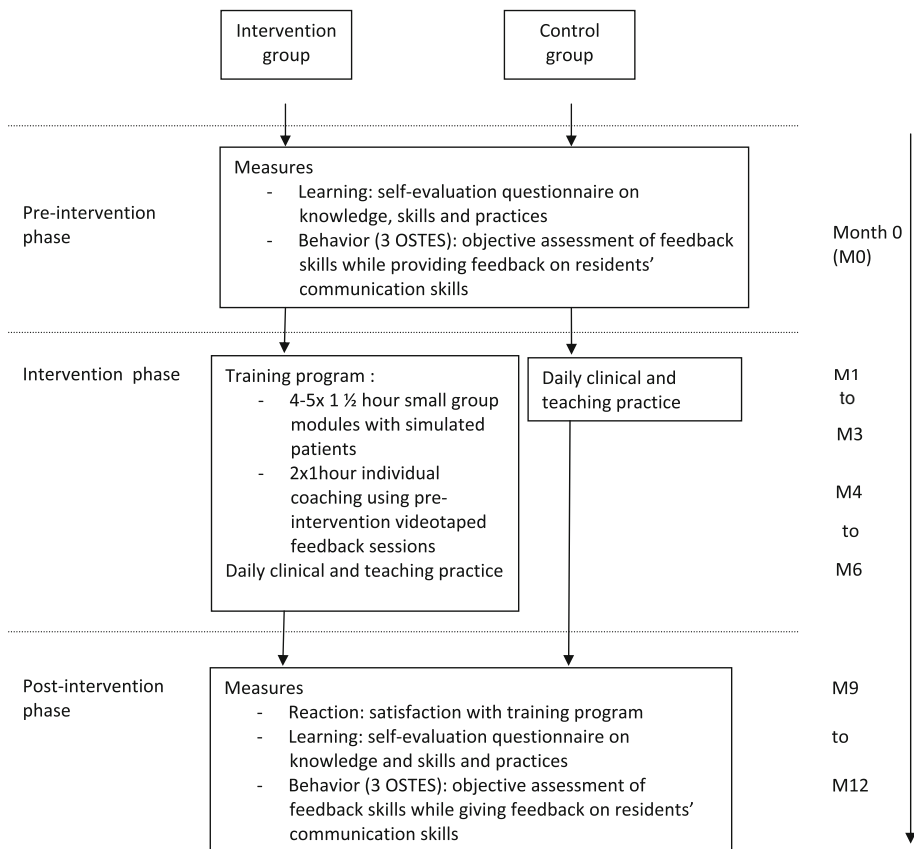 Intervention
group
Control
group
Pre-intervention
phase
Measures
- Learning: self-evaluation questionnaire on
knowledge, skills and practices
- Behavior (3 OSTES): objective assessment of feedback
skills while providing feedback on residents’
communication skills
Month 0
(M0)
Intervention phase
Training program :
- 4-5x 1 ½ hour small group
modules with simulated
patients
- 2x1hour individual
coaching using pre-
intervention videotaped
feedback sessions
Daily clinical and teaching practice
Daily clinical and
teaching practice
M1
to
M3
M4
to
M6
Post-intervention
phase
Measures
- Reaction: satisfaction with training program
- Learning: self-evaluation questionnaire on
knowledge and skills and practices
- Behavior (3 OSTES): objective assessment of
feedback skills while giving feedback on residents’
communication skills
M9
to
M12